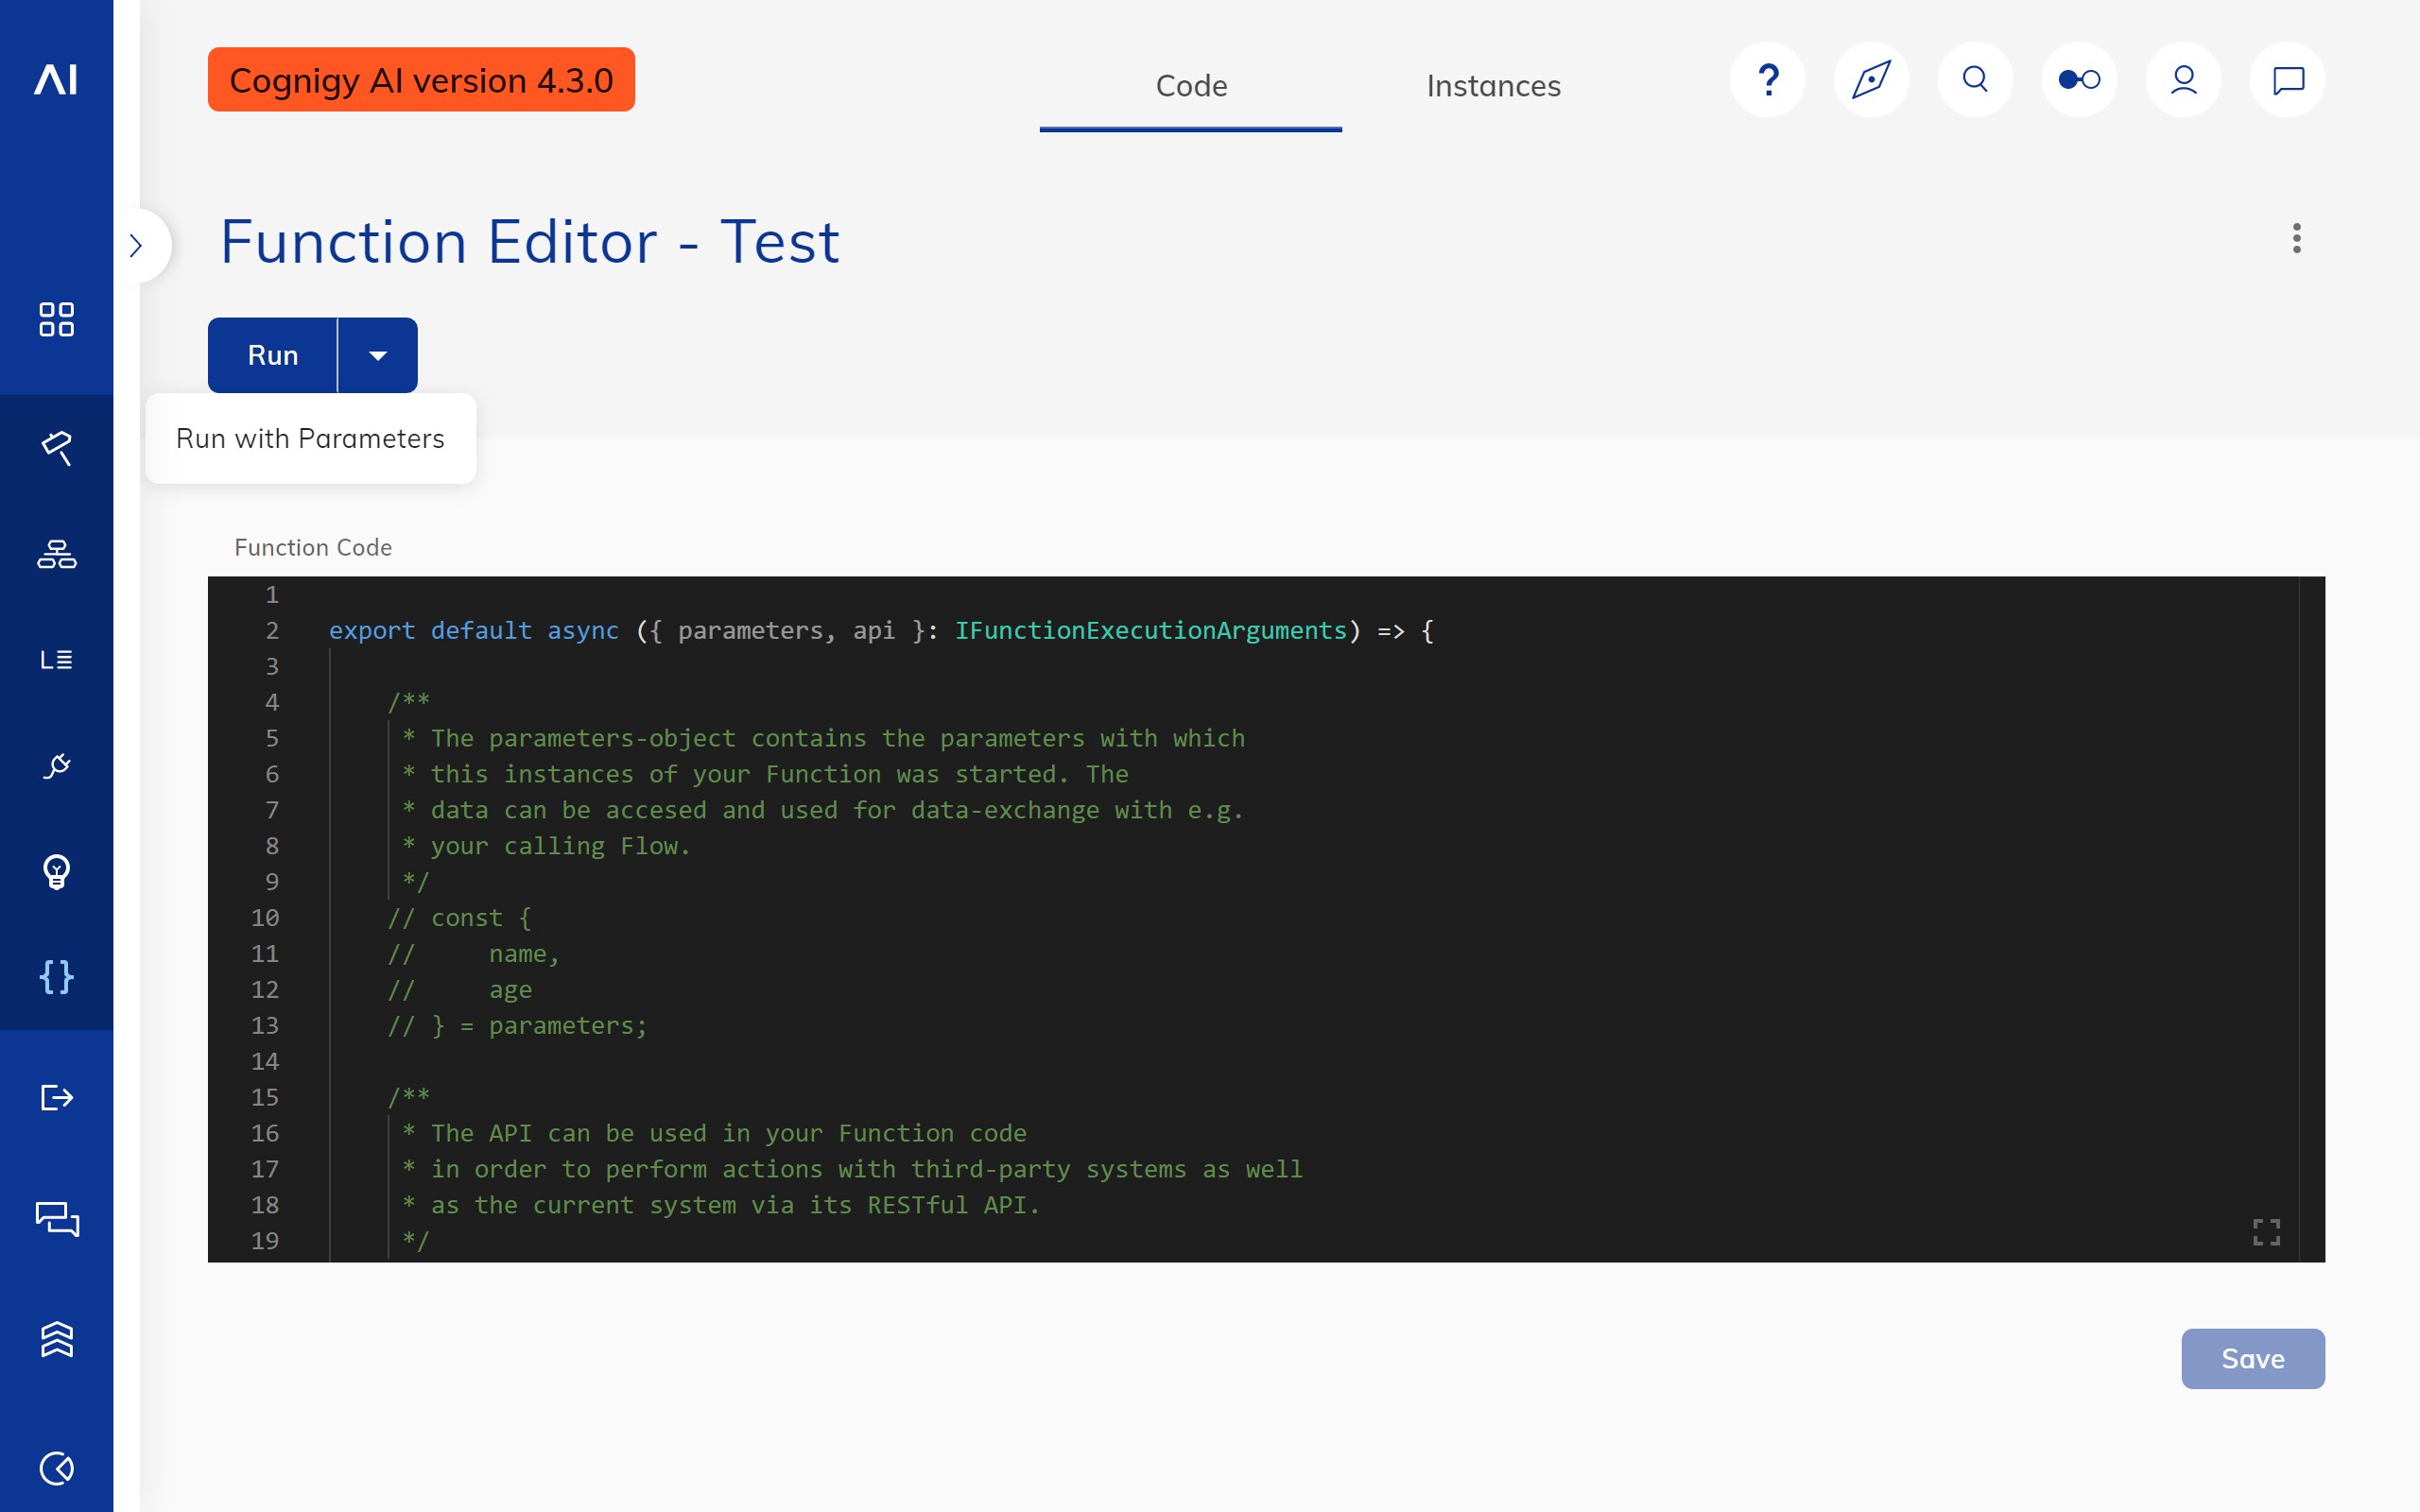 AI
Cognigy AI version 4.3.0
Code
Instances
?
Function Editor - Test
Run
Run with Parameters
Function Code
1
2 export default async ({ parameters, api }: IFunctionExecutionArguments) => {
3
4 /**
5 * The parameters-object contains the parameters with which
6 * this instances of your Function was started. The
7 * data can be accesed and used for data-exchange with e.g.
8 * your calling Flow.
9 */
10 // const {
11 // name,
12 // age
13 // } = parameters;
14
15 /**
16 * The API can be used in your Function code
17 * in order to perform actions with third-party systems as well
18 * as the current system via its RESTful API.
19 */
Save